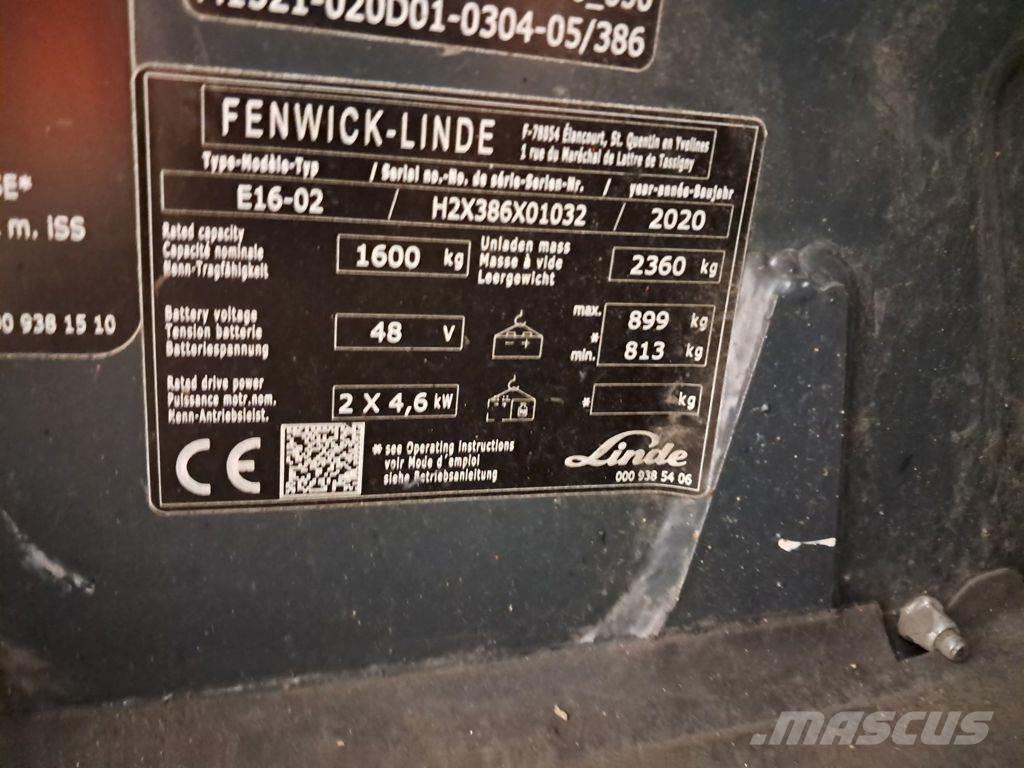 020D01-0304-05/386
FENWICK-LINDE
F-78854 Élancourt, St. Quentin en Yvelines
1 rue du Maréchal de Lattre de Tassigny
Type-Modèle-Typ / Serial no.-No. de série-Serien-Nr. / year-année-Baujahr
E16-02 / H2X386X01032 / 2020
Rated capacity
Capacité nominale
Nenn-Tragfähigkeit
1600 kg
Unladen mass
Masse à vide
Leergewicht
2360 kg
Battery voltage
Tension batterie
Batteriespannung
48 V
- +
max. 899 kg
*
min. 813 kg
Rated drive power
Puissance motr.nom.
Nenn-Antriebsleist.
2 X 4,6 kW
* kg
CE
* see Operating Instructions
voir Mode d'emploi
siehe Betriebsanleitung
Linde
000 938 54 06
SE*
m. iSS
00 938 15 10
MASCUS